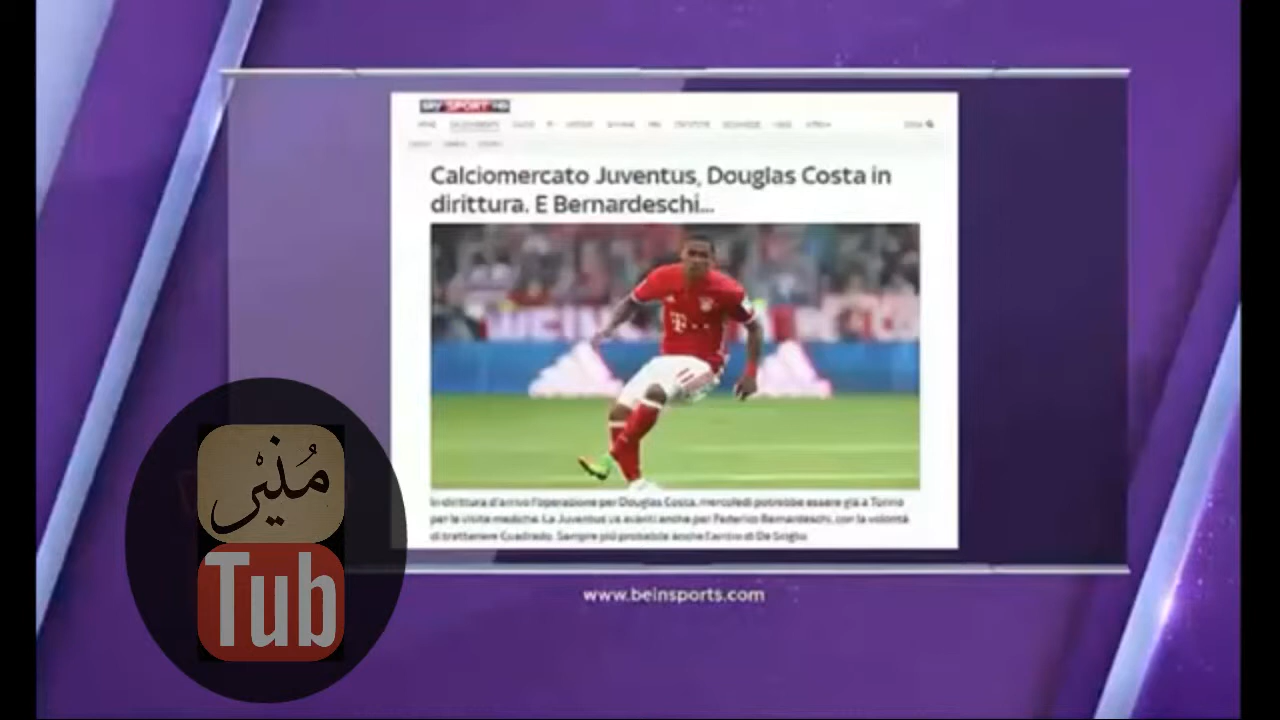 SKY SPORT HD
Calciomercato Juventus, Douglas Costa in
dirittura. E Bernardeschi...
T
In dirittura d'arrivo l'operazione per Douglas Costa, mercoledì potrebbe essere già a Torino
per le visite mediche. La Juventus va avanti anche per Federico Bernardeschi, con la volontà
di trattenere Cuadrado. Sempre più probabile anche l'arrivo di De Sciglio
www.beinsports.com
مُنيْر
Tub